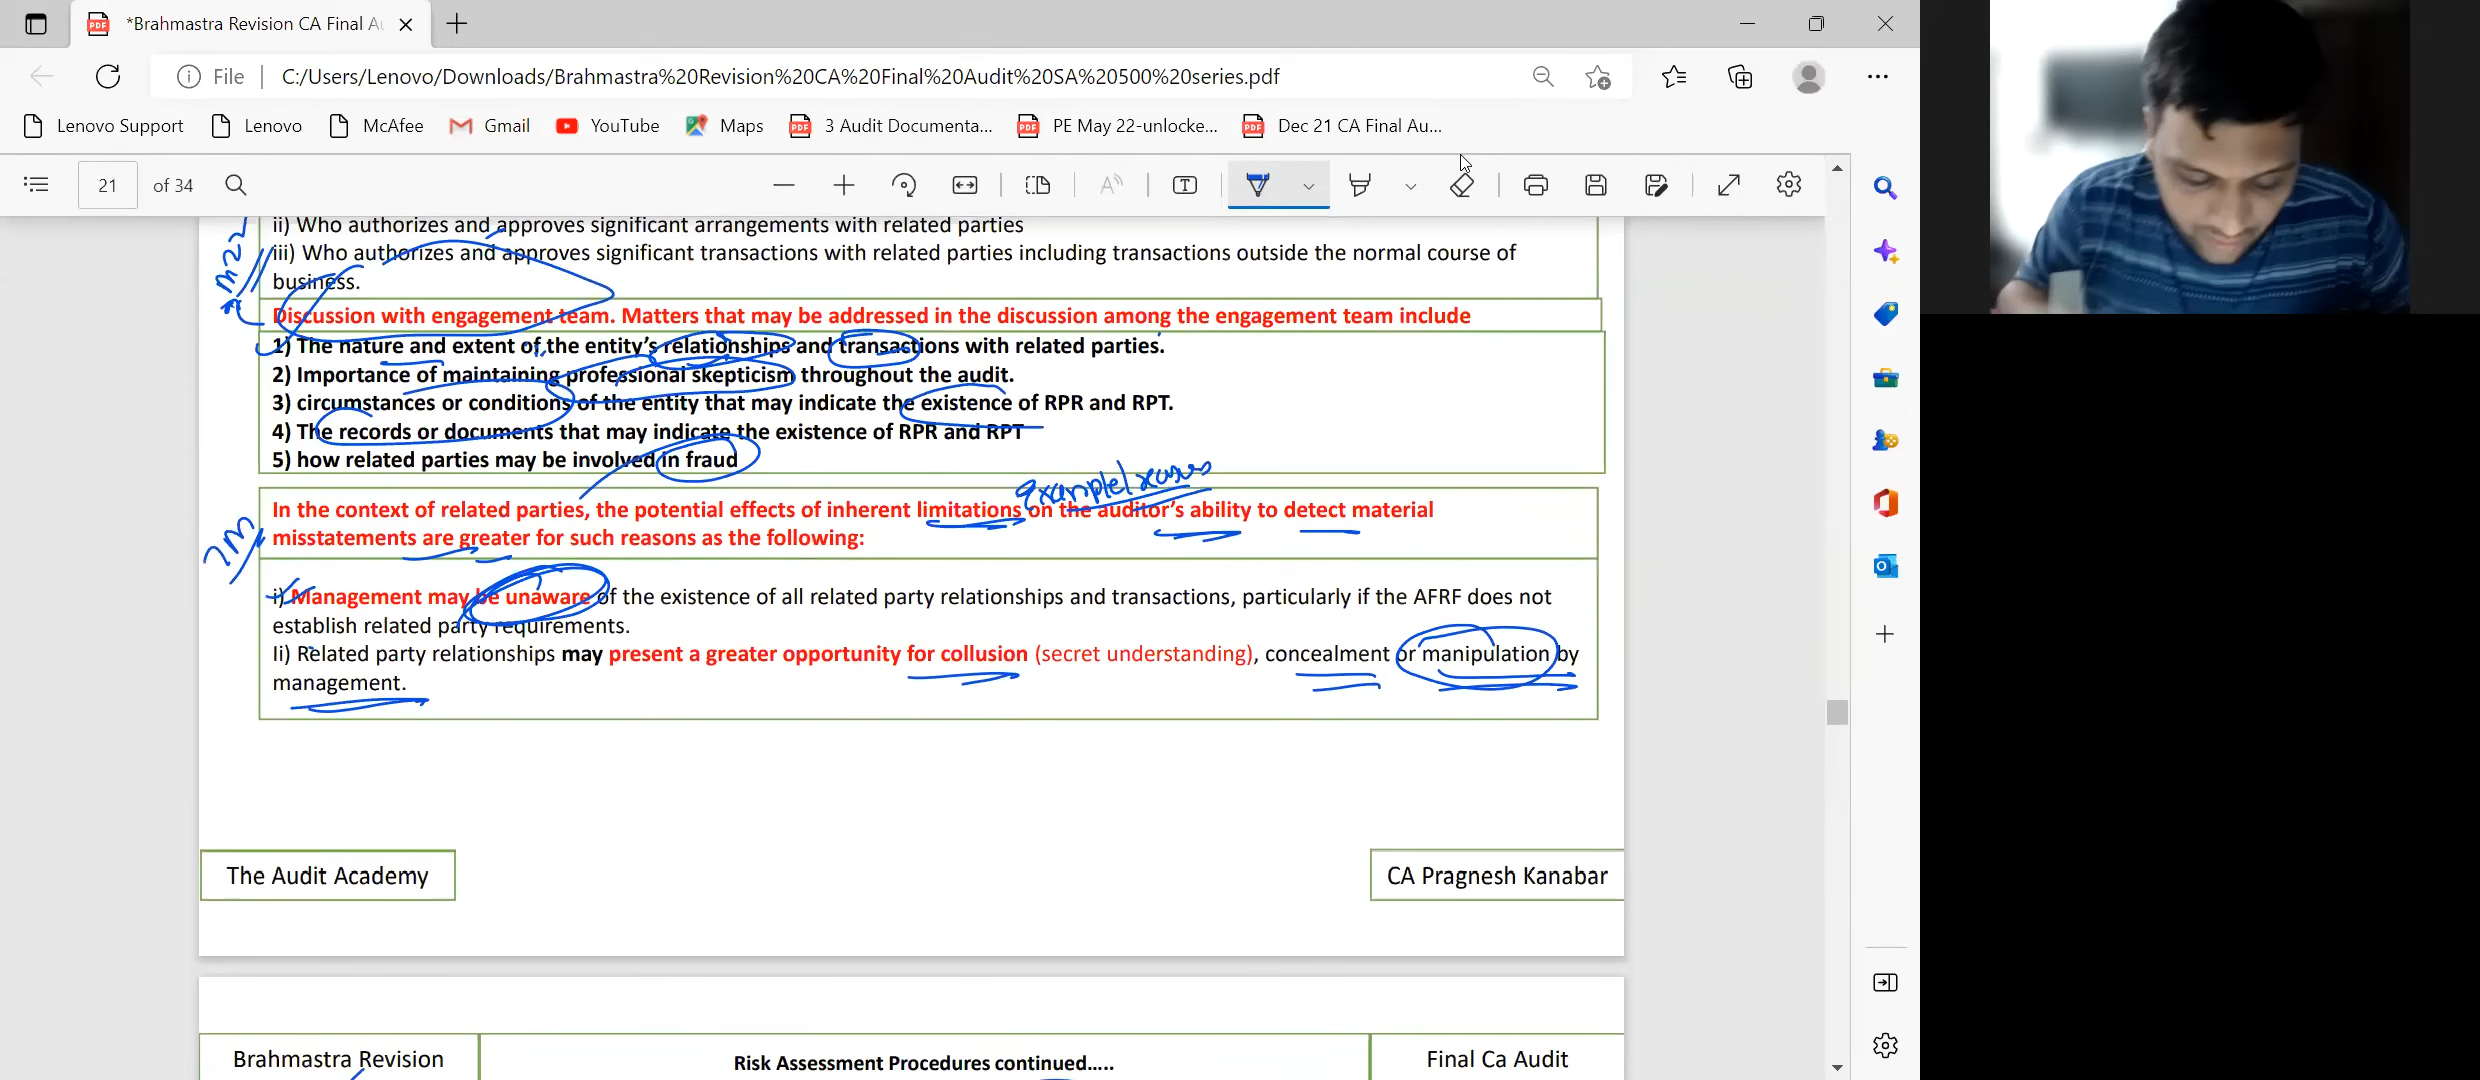 *Brahmastra Revision CA Final Au
File
C:/Users/Lenovo/Downloads/Brahmastra%20Revision%20CA%20Final%20Audit%20SA%20500%20series.pdf
Lenovo Support
Lenovo
McAfee
Gmail
YouTube
Maps
3 Audit Documenta...
PE May 22-unlocke...
Dec 21 CA Final Au...
21 of 34
ii) Who authorizes and approves significant arrangements with related parties
iii) Who authorizes and approves significant transactions with related parties including transactions outside the normal course of
business.
M22
Discussion with engagement team. Matters that may be addressed in the discussion among the engagement team include
1) The nature and extent of the entity's relationships and transactions with related parties.
2) Importance of maintaining professional skepticism throughout the audit.
3) circumstances or conditions of the entity that may indicate the existence of RPR and RPT.
4) The records or documents that may indicate the existence of RPR and RPT
5) how related parties may be involved in fraud
In the context of related parties, the potential effects of inherent limitations on the auditor's ability to detect material
misstatements are greater for such reasons as the following:
i) Management may be unaware of the existence of all related party relationships and transactions, particularly if the AFRF does not
establish related party requirements.
Ii) Related party relationships may present a greater opportunity for collusion (secret understanding), concealment or manipulation by
management.
The Audit Academy
CA Pragnesh Kanabar
Brahmastra Revision
Risk Assessment Procedures continued.....
Final Ca Audit